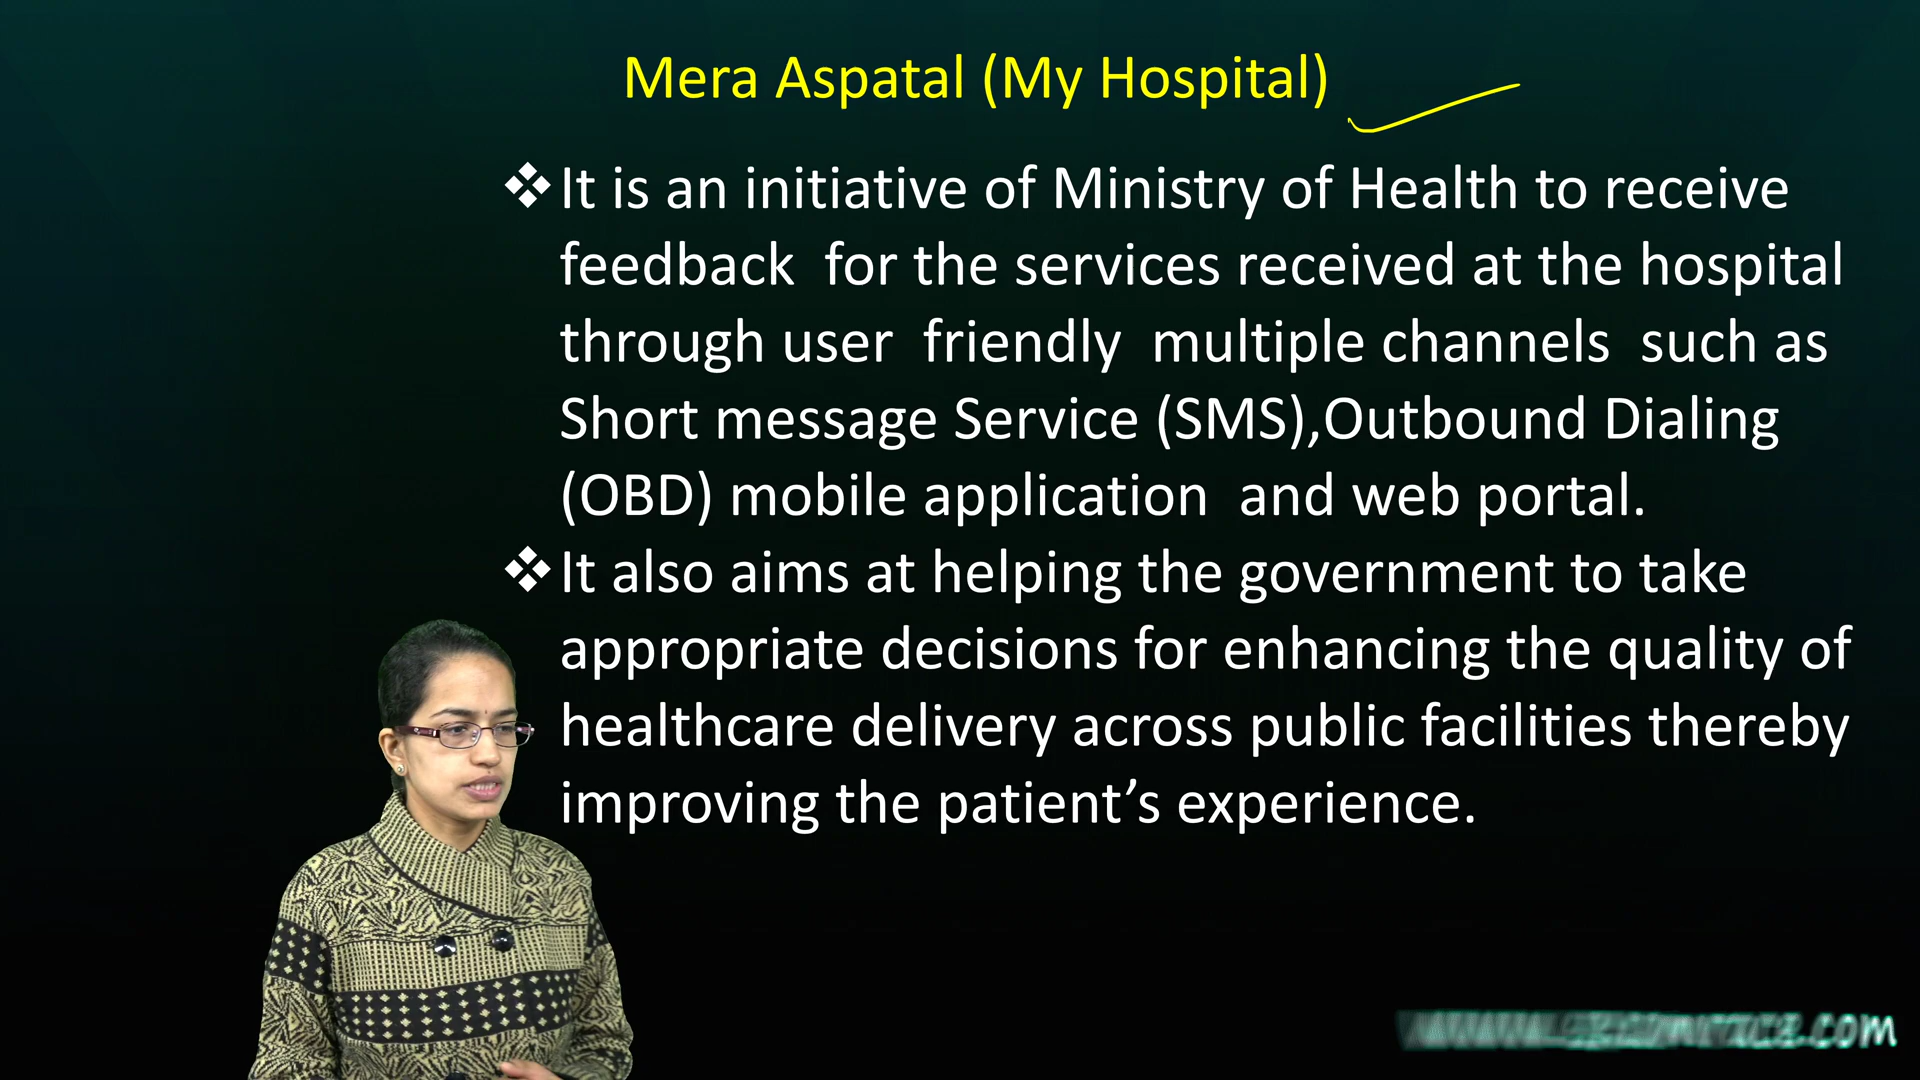 Mera Aspatal (My Hospital)
❖It is an initiative of Ministry of Health to receive
feedback  for the services received at the hospital
through user  friendly  multiple channels  such as
Short message Service (SMS),Outbound Dialing
(OBD) mobile application  and web portal.
❖It also aims at helping the government to take
appropriate decisions for enhancing the quality of
healthcare delivery across public facilities thereby
improving the patient’s experience.
.com